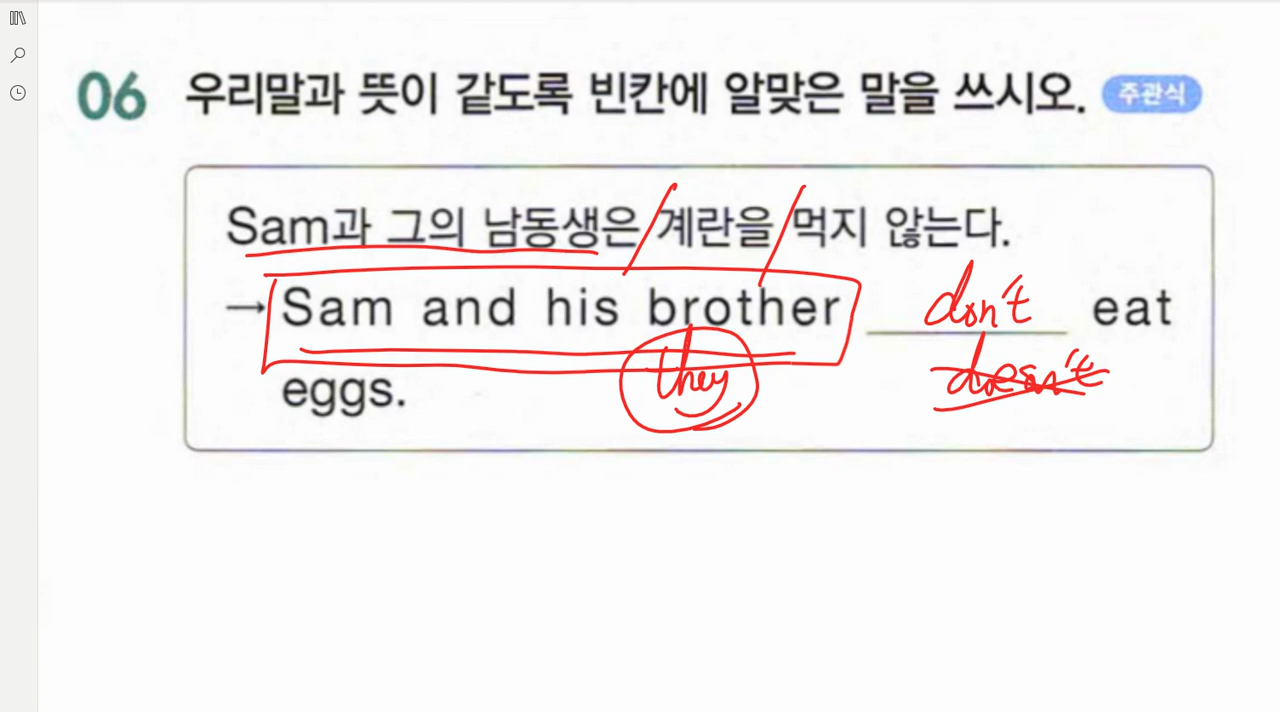 06 우리말과 뜻이 같도록 빈칸에 알맞은 말을 쓰시오. 주관식
Sam과 그의 남동생은 계란을 먹지 않는다.
→ Sam and his brother don't eat
eggs. they doesn't